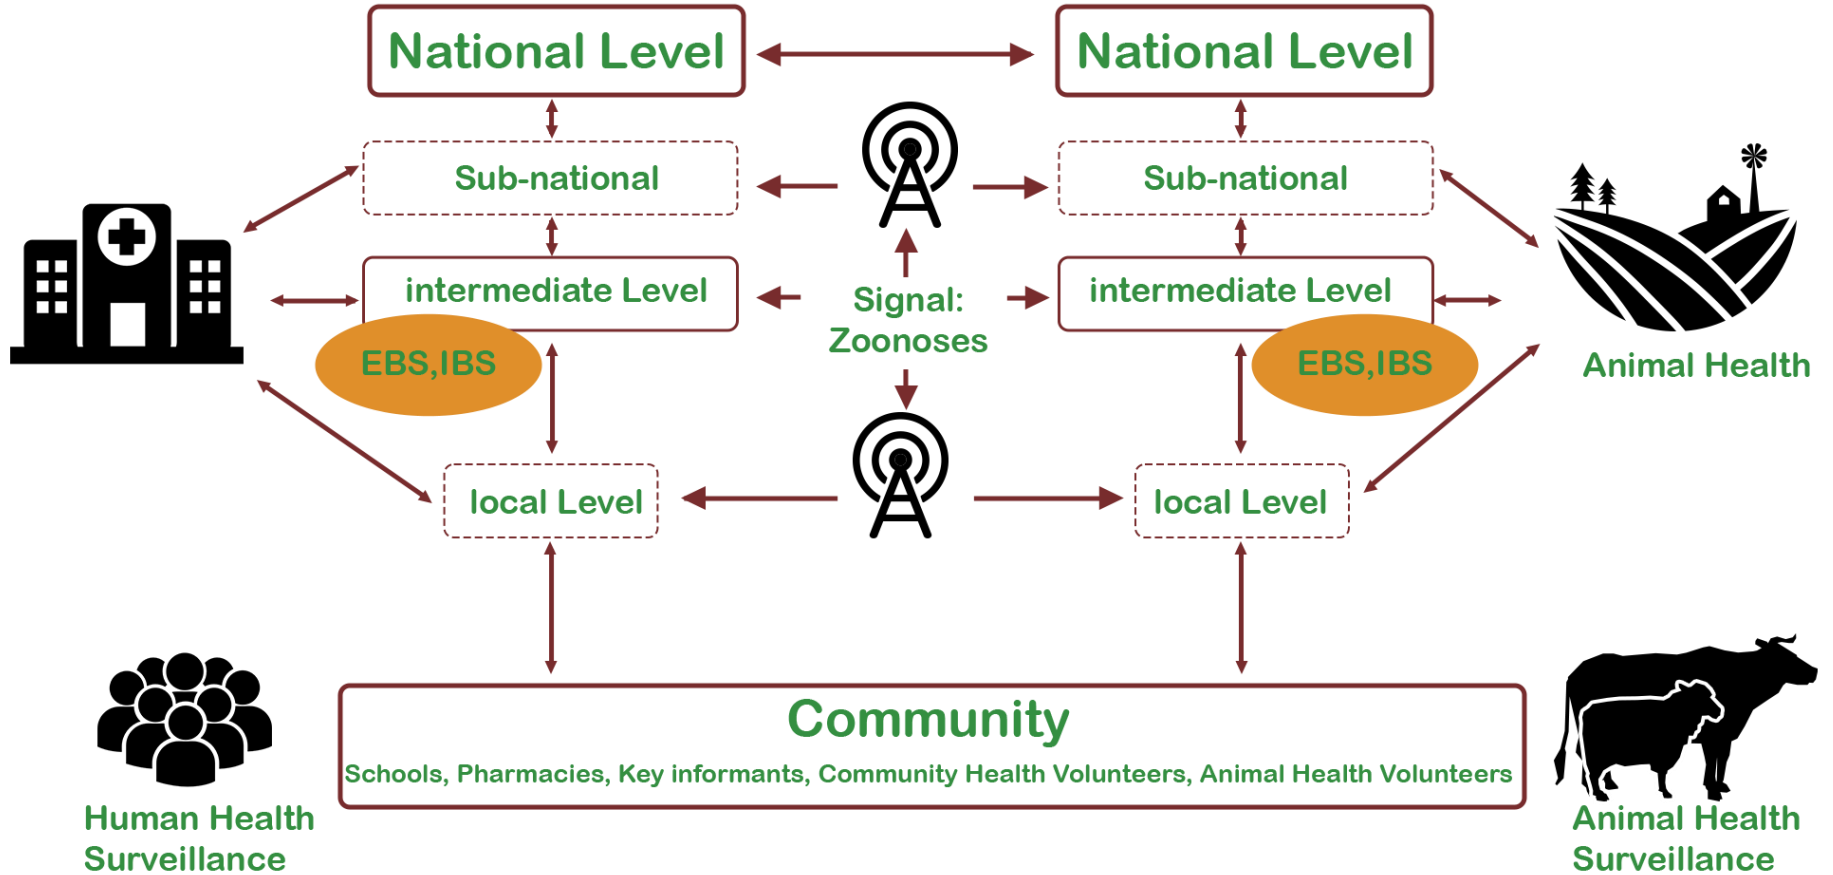 National Level
National Level
Sub-national
Sub-national
intermediate Level
Signal:
Zoonoses
intermediate Level
EBS,IBS
EBS,IBS
Animal Health
local Level
local Level
Community
Schools, Pharmacies, Key informants, Community Health Volunteers, Animal Health Volunteers
Human Health
Surveillance
Animal Health
Surveillance